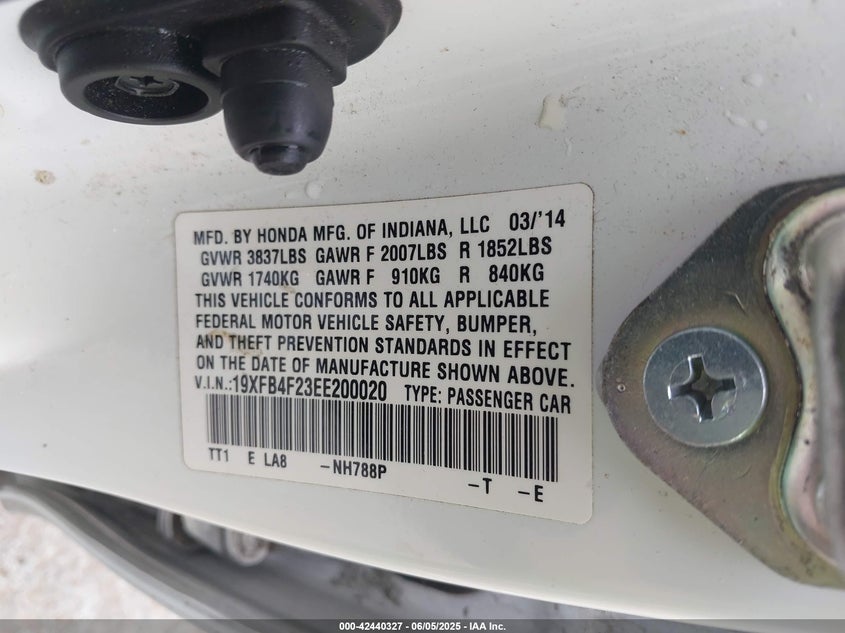 MFD. BY HONDA MFG. OF INDIANA, LLC 03/'14
GVWR 3837LBS GAWR F 2007LBS R 1852LBS
GVWR 1740KG GAWR F 910KG R 840KG
THIS VEHICLE CONFORMS TO ALL APPLICABLE
FEDERAL MOTOR VEHICLE SAFETY, BUMPER,
AND THEFT PREVENTION STANDARDS IN EFFECT
ON THE DATE OF MANUFACTURE SHOWN ABOVE.
V.I.N.:19XFB4F23EE200020 TYPE: PASSENGER CAR
TT1 E LA8 -NH788P
-T -E
000-42440327 - 06/05/2025 - IAA Inc.